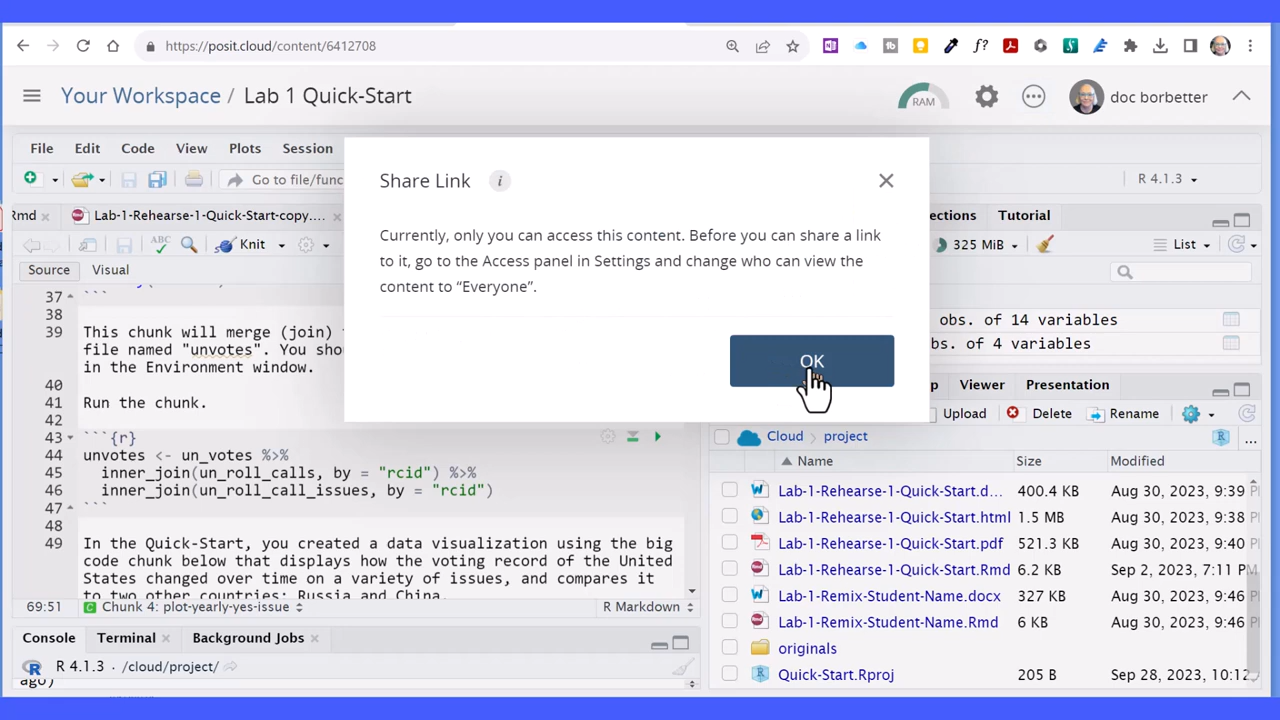 https://posit.cloud/content/6412708
Your Workspace / Lab 1 Quick-Start
RAM
doc borbetter
File Edit Code View Plots Session
Go to file/func
R 4.1.3
Share Link
Currently, only you can access this content. Before you can share a link
to it, go to the Access panel in Settings and change who can view the
content to “Everyone”.
OK
Rmd
Lab-1-Rehearse-1-Quick-Start-copy....
Knit
Source Visual
37
```
38
39
This chunk will merge (join)
file named "unvotes". You shou
in the Environment window.
40
41 Run the chunk.
42
43 ```{r}
44 unvotes <- un_votes %>%
45 inner_join(un_roll_calls, by = "rcid") %>%
46 inner_join(un_roll_call_issues, by = "rcid")
47 ```
48
49 In the Quick-Start, you created a data visualization using the big
code chunk below that displays how the voting record of the United
States changed over time on a variety of issues, and compares it
to two other countries: Russia and China.
69:51 Chunk 4: plot-yearly-yes-issue R Markdown
Console Terminal Background Jobs
R 4.1.3 . /cloud/project/
ago)
ections Tutorial
325 MiB List
obs. of 14 variables
obs. of 4 variables
p Viewer Presentation
Upload Delete Rename
Cloud project
Name Size Modified
Lab-1-Rehearse-1-Quick-Start.d... 400.4 KB Aug 30, 2023, 9:39 P
Lab-1-Rehearse-1-Quick-Start.html 1.5 MB Aug 30, 2023, 9:38 P
Lab-1-Rehearse-1-Quick-Start.pdf 521.3 KB Aug 30, 2023, 9:40 P
Lab-1-Rehearse-1-Quick-Start.Rmd 6.2 KB Sep 2, 2023, 7:11 PM
Lab-1-Remix-Student-Name.docx 327 KB Aug 30, 2023, 9:46
Lab-1-Remix-Student-Name.Rmd 6 KB Aug 30, 2023, 9:46
originals
Quick-Start.Rproj 205 B Sep 28, 2023, 10:12